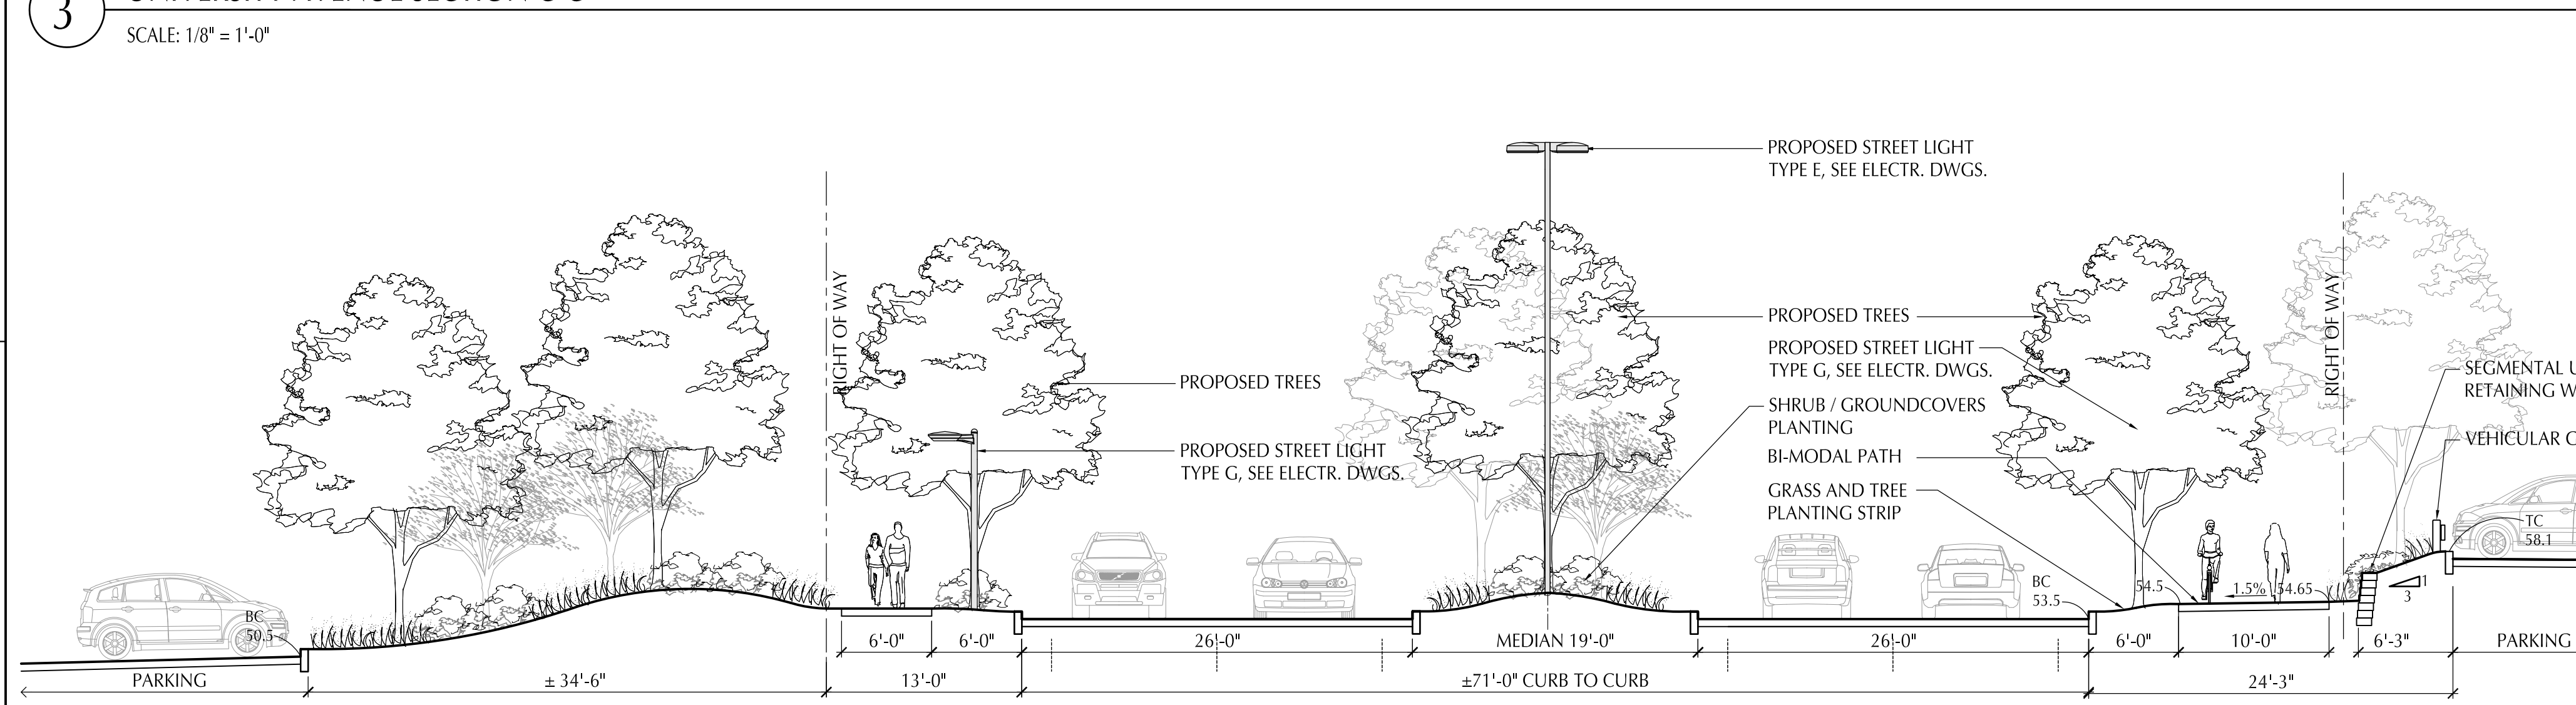 3
SCALE: 1/8" = 1'-0"
PROPOSED STREET LIGHT
TYPE E, SEE ELECTR. DWGS.
RIGHT OF WAY
RIGHT OF WAY
PROPOSED TREES
PROPOSED TREES
PROPOSED STREET LIGHT
TYPE G, SEE ELECTR. DWGS.
SEGMENTAL
RETAINING
SHRUB / GROUNDCOVERS
PLANTING
VEHICULAR
PROPOSED STREET LIGHT
TYPE G, SEE ELECTR. DWGS.
BI-MODAL PATH
GRASS AND TREE
PLANTING STRIP
TC
58.1
BC
50.5
BC
53.5
54.5
1.5%
54.65
1
3
6'-0"
6'-0"
26'-0"
MEDIAN 19'-0"
26'-0"
6'-0"
10'-0"
6'-3"
PARKING
PARKING
± 34'-6"
13'-0"
±71'-0" CURB TO CURB
24'-3"